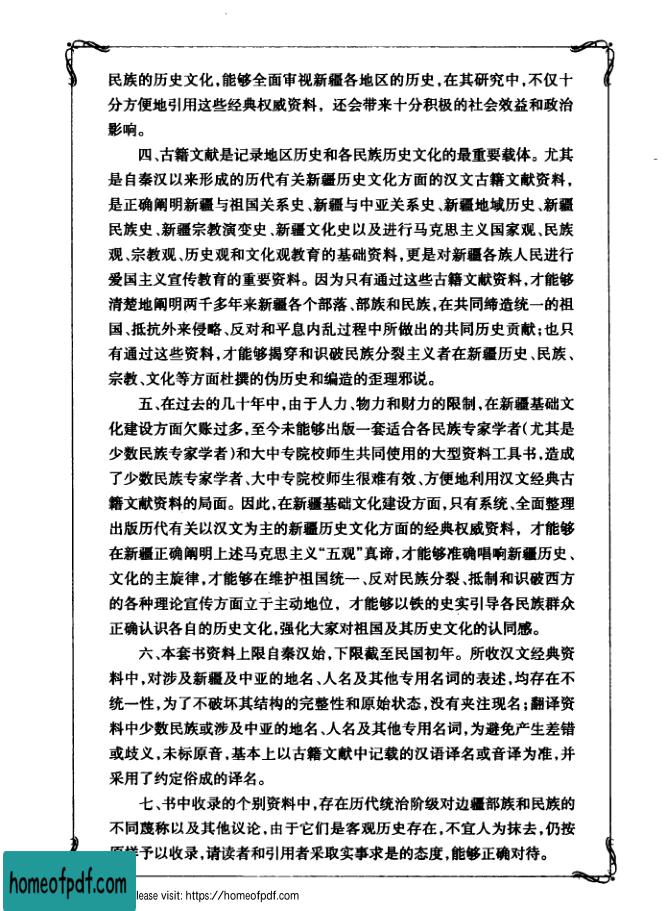 民族的历史文化,能够全面审视新疆各地区的历史,在其研究中,不仅十
分方便地引用这些经典权威资料，还会带来十分积极的社会效益和政治
影响。
四、古籍文献是记录地区历史和各民族历史文化的最重要载体。尤其
是自秦汉以来形成的历代有关新疆历史文化方面的汉文古籍文献资料，
是正确阐明新疆与祖国关系史、新疆与中亚关系史、新疆地域历史、新疆
民族史、新疆宗教演变史、新疆文化史以及进行马克思主义国家观、民族
观、宗教观、历史观和文化观教育的基础资料,更是对新疆各族人民进行
爱国主义宣传教育的重要资料。因为只有通过这些古籍文献资料,才能够
清楚地阐明两千多年来新疆各个部落、部族和民族,在共同缔造统一的祖
国、抵抗外来侵略、反对和平息内乱过程中所做出的共同历史贡献;也只
有通过这些资料,才能够揭穿和识破民族分裂主义者在新疆历史、民族、
宗教、文化等方面杜撰的伪历史和编造的歪理邪说。
五、在过去的几十年中,由于人力、物力和财力的限制,在新疆基础文
化建设方面欠账过多,至今未能够出版一套适合各民族专家学者(尤其是
少数民族专家学者)和大中专院校师生共同使用的大型资料工具书,造成
了少数民族专家学者、大中专院校师生很难有效、方便地利用汉文经典古
籍文献资料的局面。因此,在新疆基础文化建设方面,只有系统、全面整理
出版历代有关以汉文为主的新疆历史文化方面的经典权威资料，才能够
在新疆正确阐明上述马克思主义“五观”真谛,才能够准确唱响新疆历史、
文化的主旋律,才能够在维护祖国统一、反对民族分裂、抵制和识破西方
的各种理论宣传方面立于主动地位，才能够以铁的史实引导各民族群众
正确认识各自的历史文化,强化大家对祖国及其历史文化的认同感。
六、本套书资料上限自秦汉始,下限截至民国初年。所收汉文经典资
料中,对涉及新疆及中亚的地名、人名及其他专用名词的表述,均存在不
统一性,为了不破坏其结构的完整性和原始状态,没有夹注现名;翻译资
料中少数民族或涉及中亚的地名、人名及其他专用名词,为避免产生差错
或歧义,未标原音,基本上以古籍文献中记载的汉语译名或音译为准,并
采用了约定俗成的译名。
七、书中收录的个别资料中,存在历代统治阶级对边疆部族和民族的
不同蔑称以及其他议论,由于它们是客观历史存在,不宜人为抹去,仍按
原样予以收录,请读者和引用者采取实事求是的态度,能够正确对待。
homeofpdf.com
lease visit: https://homeofpdf.com